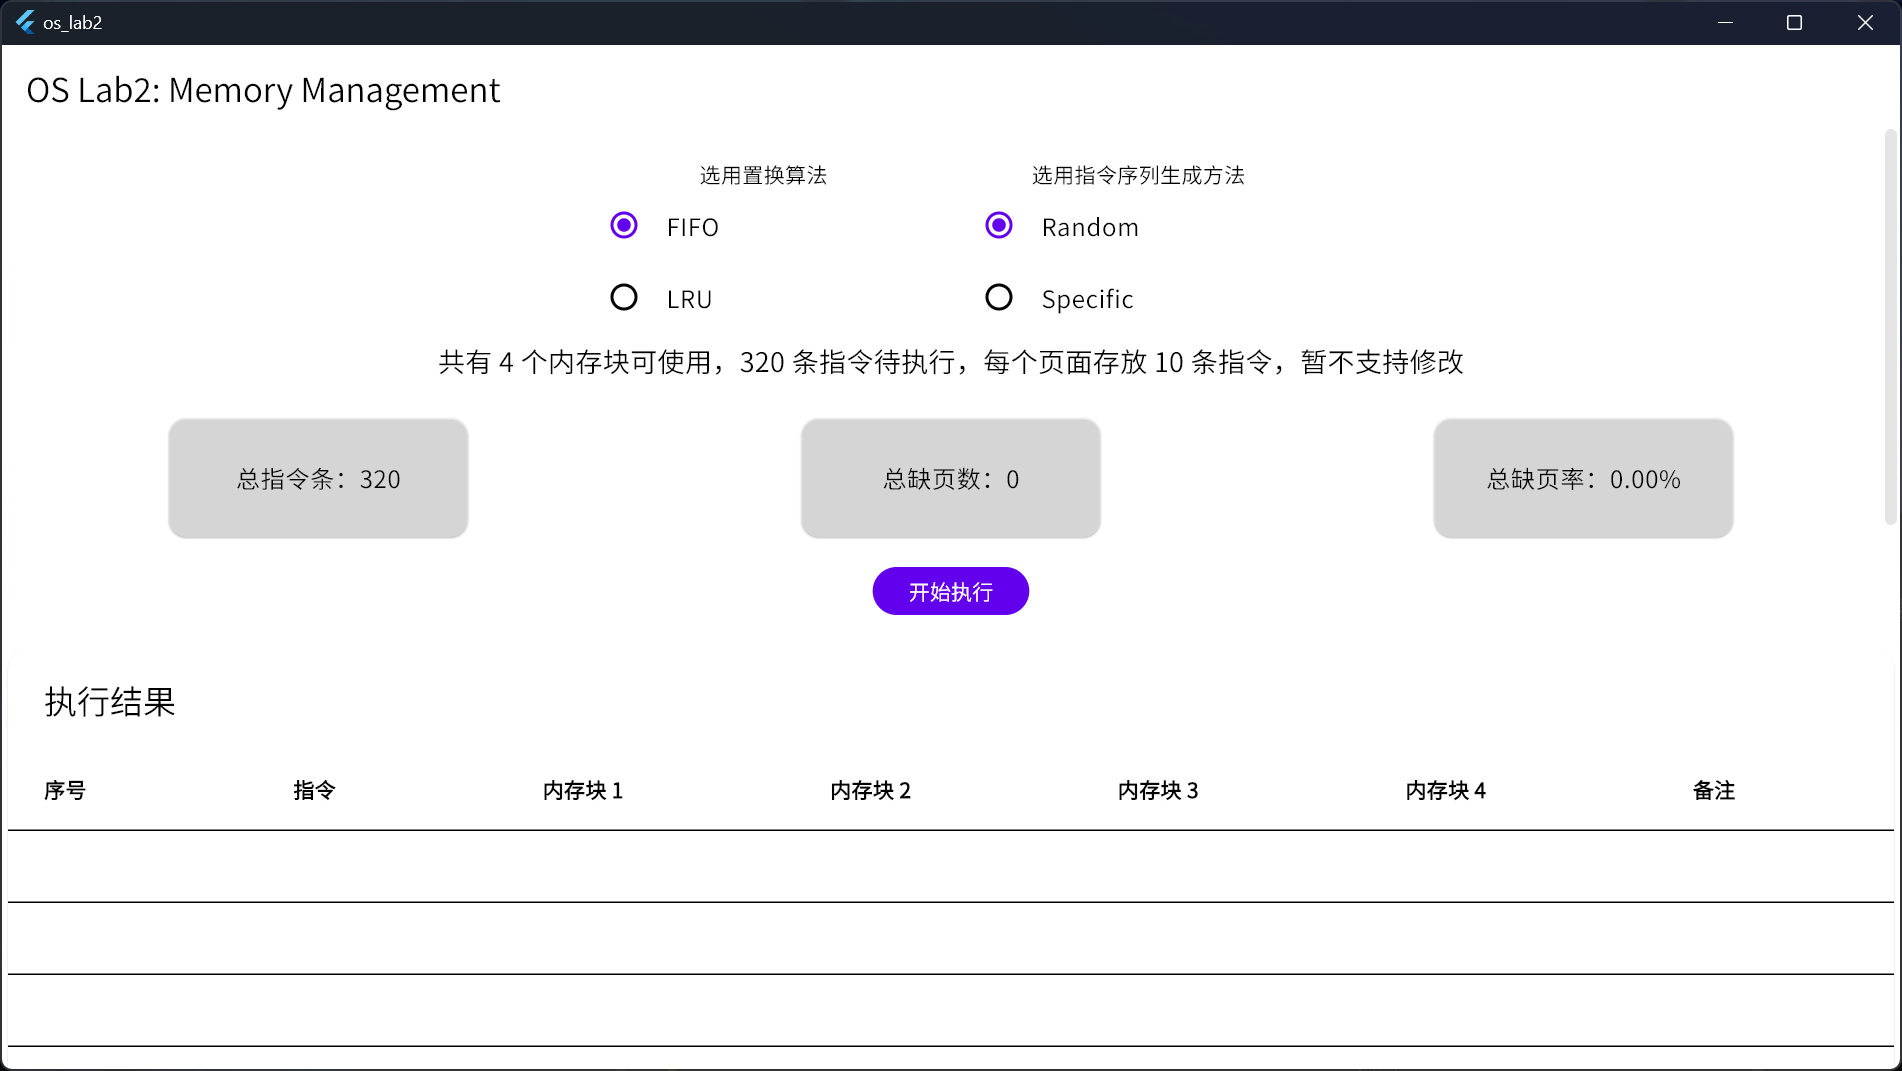 os_lab2
OS Lab2: Memory Management
选用置换算法 选用指令序列生成方法
FIFO Random
LRU Specific
共有 4 个内存块可使用，320 条指令待执行，每个页面存放 10 条指令，暂不支持修改
总指令条：320 总缺页数：0 总缺页率：0.00%
开始执行
执行结果
序号 指令 内存块 1 内存块 2 内存块 3 内存块 4 备注